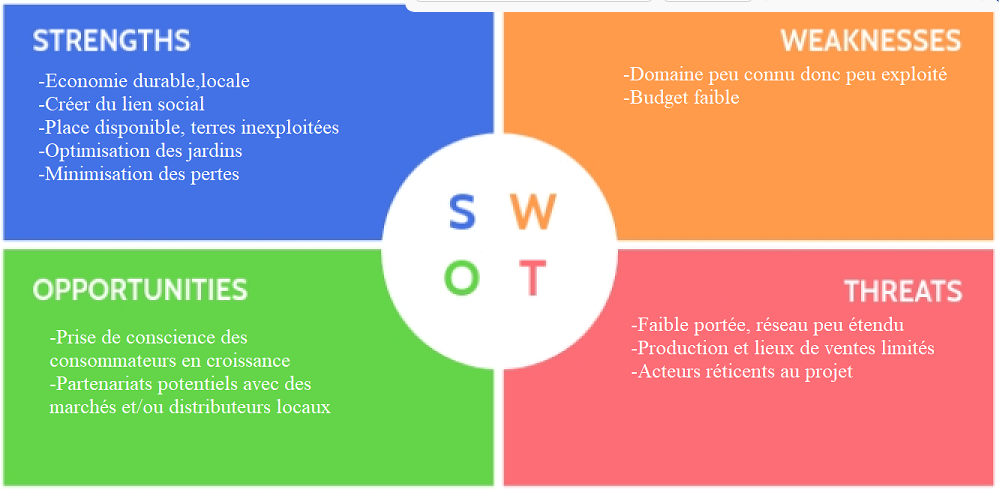 STRENGTHS
-Economie durable,locale
-Créer du lien social
-Place disponible, terres inexploitées
-Optimisation des jardins
-Minimisation des pertes
WEAKNESSES
-Domaine peu connu donc peu exploité
-Budget faible
S W
O T
OPPORTUNITIES
-Prise de conscience des
consommateurs en croissance
-Partenariats potentiels avec des
marchés et/ou distributeurs locaux
THREATS
-Faible portée, réseau peu étendu
-Production et lieux de ventes limités
-Acteurs réticents au projet